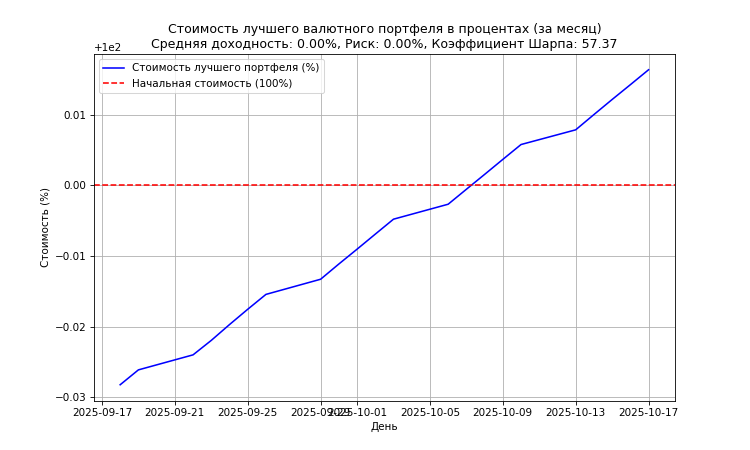 Стоимость лучшего валютного портфеля в процентах (за месяц)
Средняя доходность: 0.00%, Риск: 0.00%, Коэффициент Шарпа: 57.37
+1e2
Стоимость лучшего портфеля (%)
Начальная стоимость (100%)
0.01
0.00
−0.01
−0.02
−0.03
Стоимость (%)
2025-09-17 2025-09-21 2025-09-25 2025-09-29 2025-10-01 2025-10-05 2025-10-09 2025-10-13 2025-10-17
День